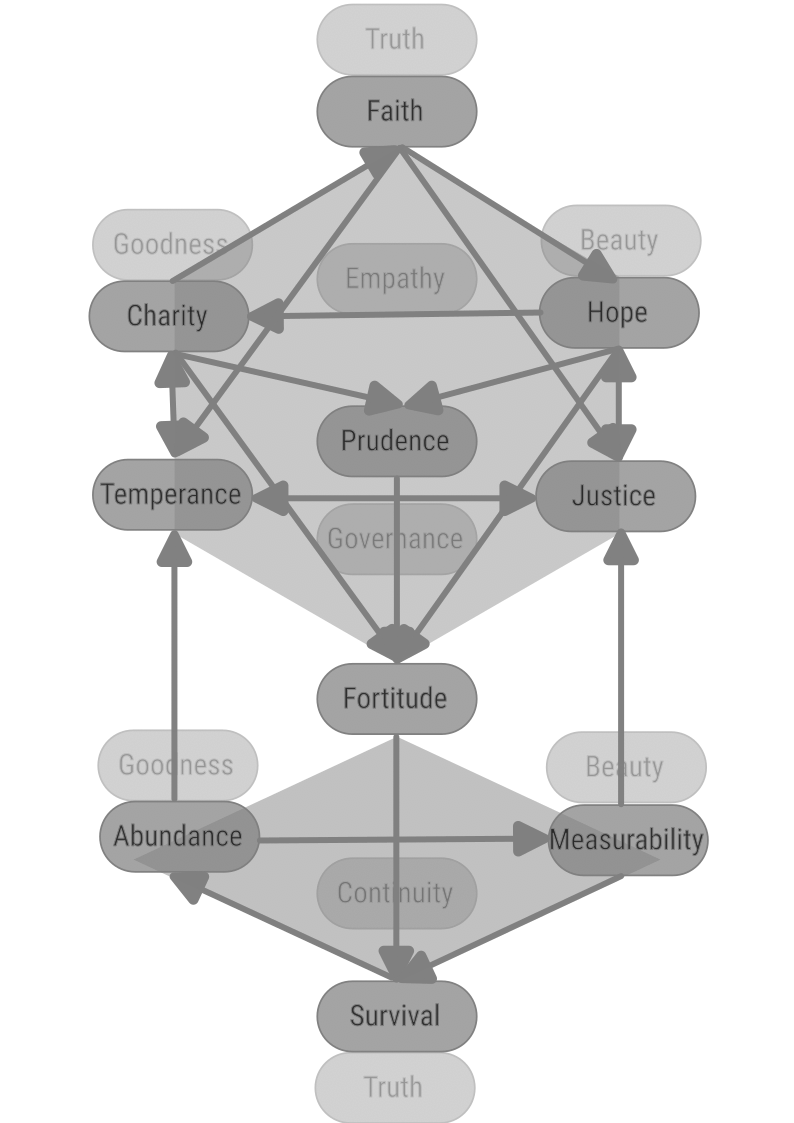 Truth
Faith
Goodness
Beauty
Empathy
Charity
Hope
Prudence
Temperance
Justice
Governance
Fortitude
Goodness
Beauty
Abundance
Measurability
Continuity
Survival
Truth